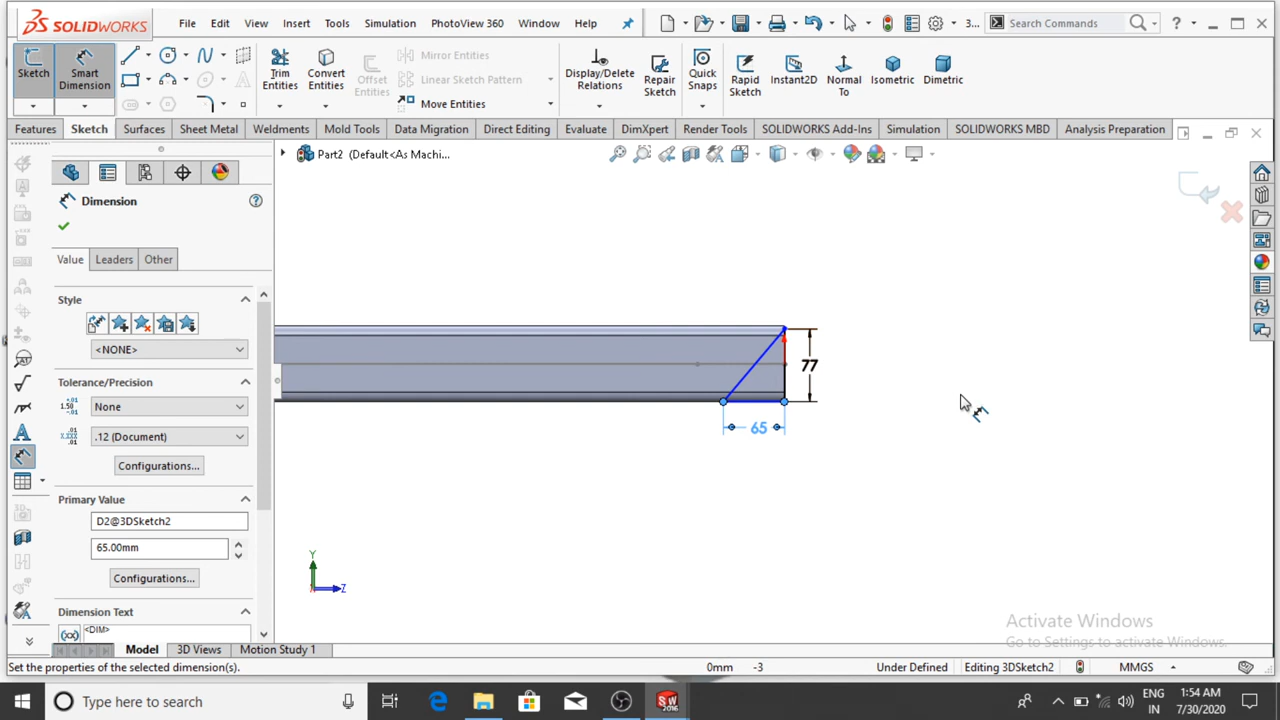 SOLIDWORKS
File Edit View Insert Tools Simulation PhotoView 360 Window Help
3...
Search Commands
?
Sketch
Smart Dimension
Trim Entities
Convert Entities
Offset Entities
Mirror Entities
Linear Sketch Pattern
Move Entities
Display/Delete Relations
Repair Sketch
Quick Snaps
Rapid Sketch
Instant2D
Normal To
Isometric
Dimetric
Features Sketch Surfaces Sheet Metal Weldments Mold Tools Data Migration Direct Editing Evaluate DimXpert Render Tools SOLIDWORKS Add-Ins Simulation SOLIDWORKS MBD Analysis Preparation
Part2 (Default<As Machi...
Dimension
Value Leaders Other
Style
<NONE>
Tolerance/Precision
None
.12 (Document)
Configurations...
Primary Value
D2@3DSketch2
65.00mm
Configurations...
Dimension Text
<DIM>
77
65
Y
Z
Activate Windows
Go to Settings to activate Windows.
Model 3D Views Motion Study 1
Set the properties of the selected dimension(s).
0mm -3 Under Defined Editing 3DSketch2 MMGS
Type here to search
SW
2016
ENG
IN
1:54 AM
7/30/2020